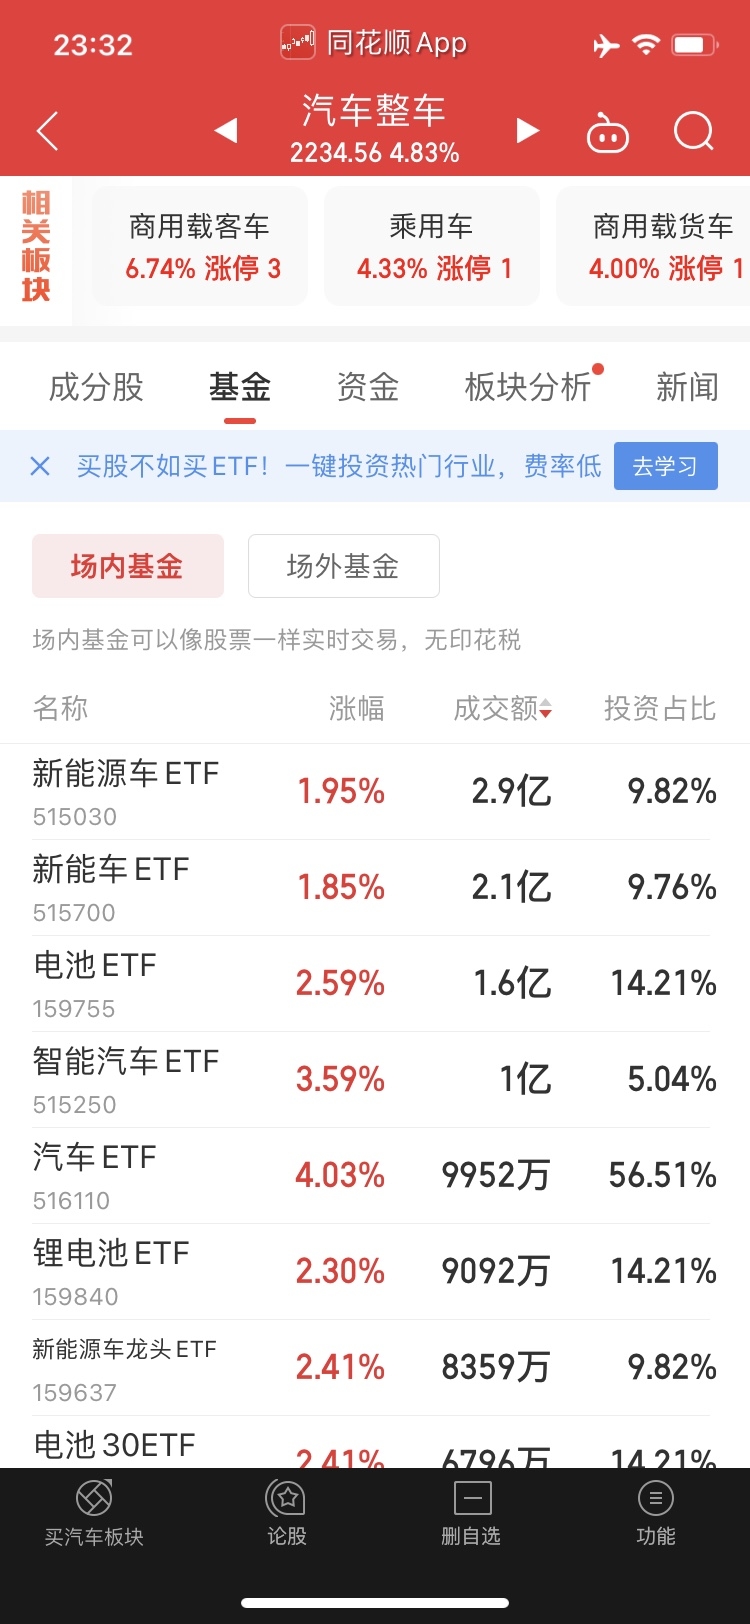 23:32
同花顺App
汽车整车
2234.56 4.83%
相关板块
商用载客车
6.74% 涨停 3
乘用车
4.33% 涨停 1
商用载货车
4.00% 涨停 1
成分股 基金 资金 板块分析 新闻
买股不如买ETF！一键投资热门行业，费率低 去学习
场内基金 场外基金
场内基金可以像股票一样实时交易，无印花税
名称 涨幅 成交额 投资占比
新能源车ETF
515030
1.95% 2.9亿 9.82%
新能车ETF
515700
1.85% 2.1亿 9.76%
电池ETF
159755
2.59% 1.6亿 14.21%
智能汽车ETF
515250
3.59% 1亿 5.04%
汽车ETF
516110
4.03% 9952万 56.51%
锂电池ETF
159840
2.30% 9092万 14.21%
新能源车龙头ETF
159637
2.41% 8359万 9.82%
电池30ETF
2.41% 6796万 14.21%
买汽车板块 论股 删自选 功能